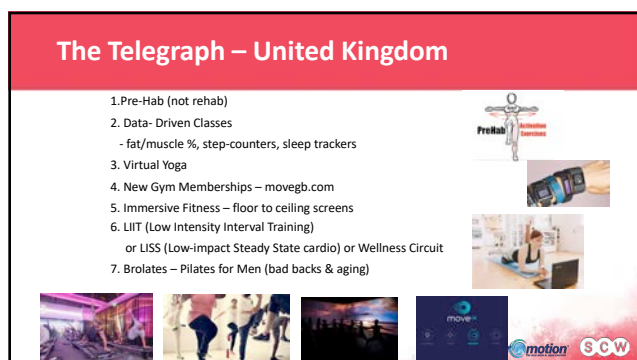 The Telegraph – United Kingdom
1.Pre-Hab (not rehab)
2. Data- Driven Classes
- fat/muscle %, step-counters, sleep trackers
3. Virtual Yoga
4. New Gym Memberships – movegb.com
5. Immersive Fitness – floor to ceiling screens
6. LIIT (Low Intensity Interval Training)
or LISS (Low-impact Steady State cardio) or Wellness Circuit
7. Brolates – Pilates for Men (bad backs & aging)
PreHab
Activation
Exercises
move
motion
SCW